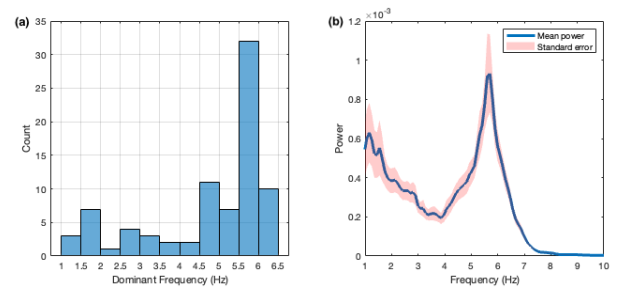 (a)
35
30
25
20
15
10
5
0
Count
1 1.5 2 2.5 3 3.5 4 4.5 5 5.5 6 6.5
Dominant Frequency (Hz)
(b)
×10⁻³
1.2
1
0.8
0.6
0.4
0.2
0
Power
Mean power
Standard error
1 2 3 4 5 6 7 8 9 10
Frequency (Hz)